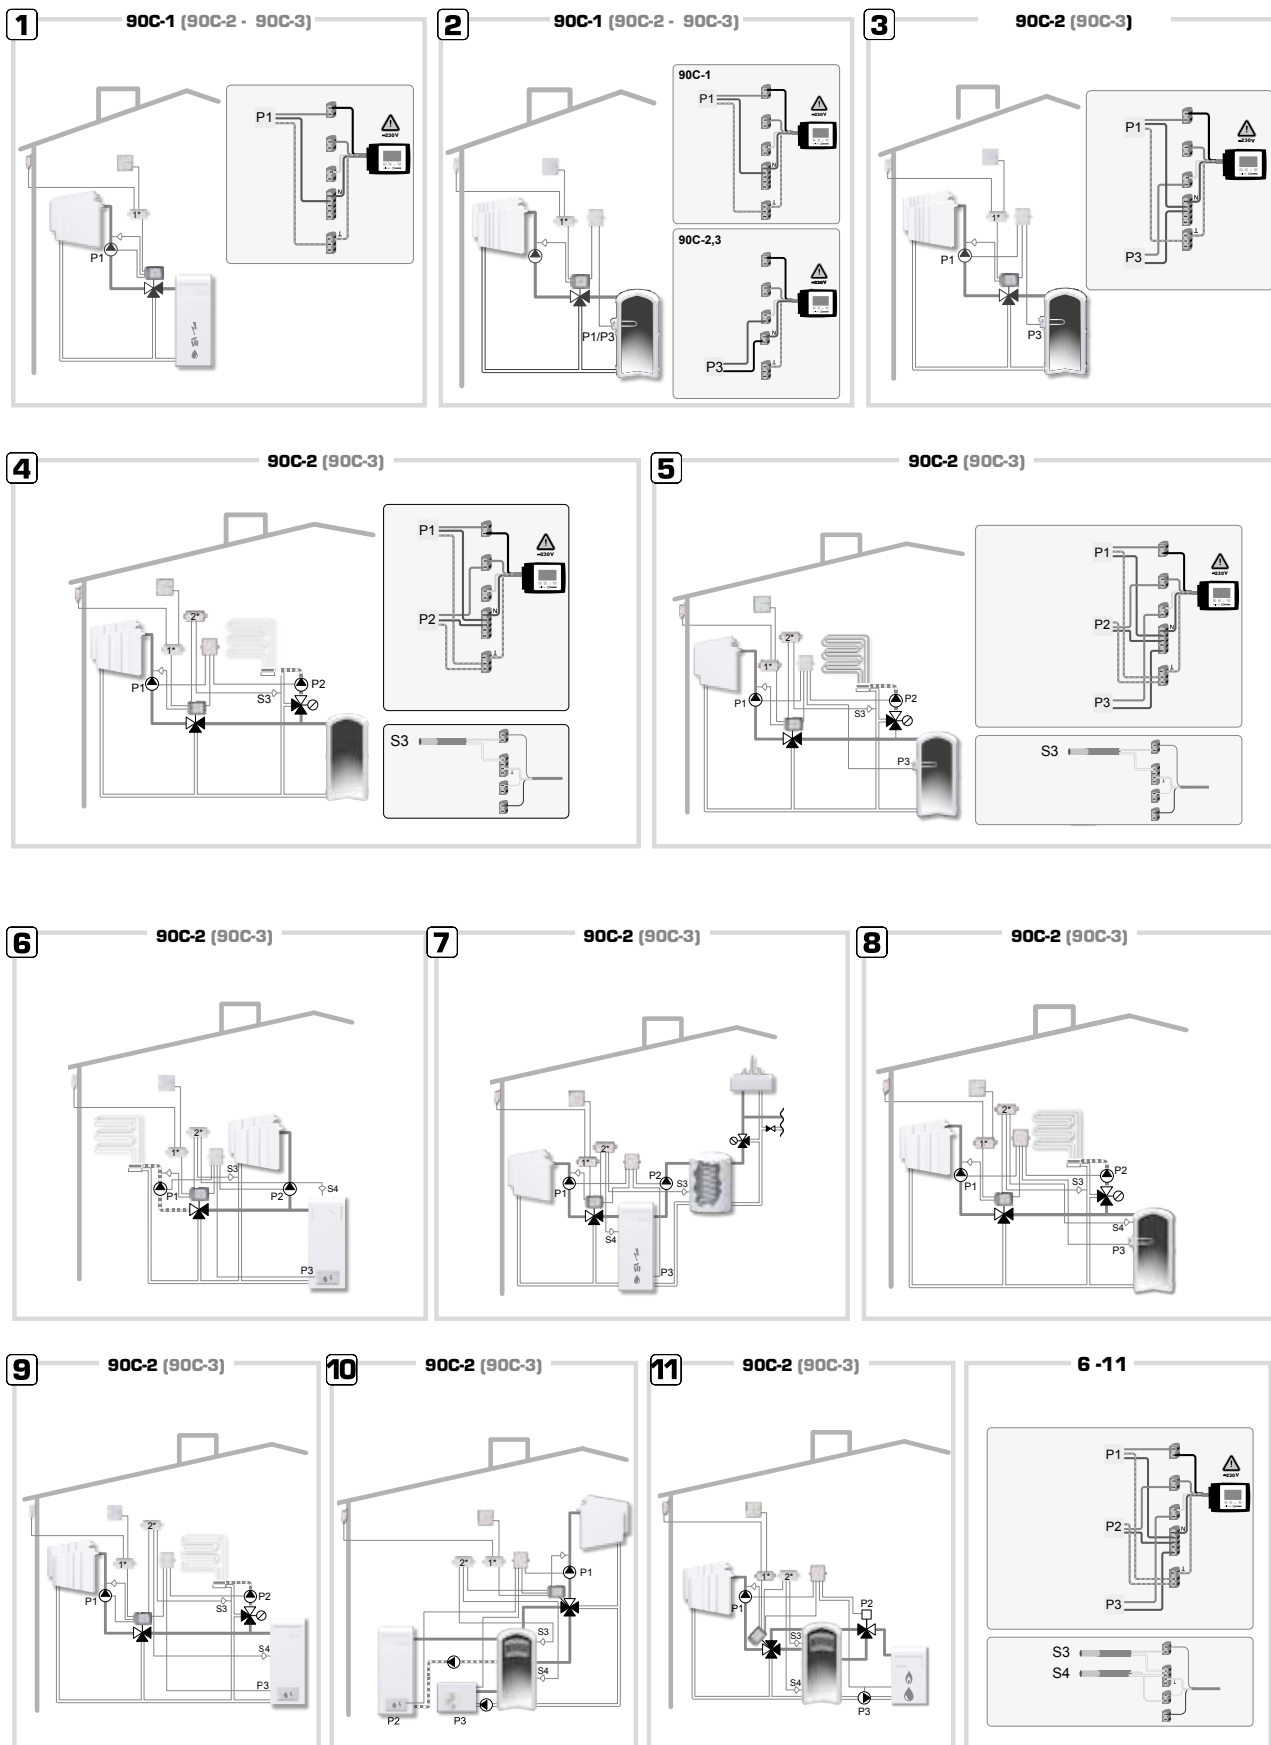 1
90C-1 (90C-2 - 90C-3)
P1
N
⊥
~230V
1*
P1
2
90C-1 (90C-2 - 90C-3)
90C-1
P1
N
⊥
~230V
1*
P1/P3
90C-2,3
P3
N
⊥
~230V
3
90C-2 (90C-3)
P1
N
⊥
P3
~230V
1*
P1
P3
4
90C-2 (90C-3)
P1
P2
N
⊥
~230V
2*
1*
P1
P2
S3
S3
⊥
5
90C-2 (90C-3)
P1
P2
N
⊥
P3
~230V
2*
1*
P1
P2
S3
P3
S3
⊥
6
90C-2 (90C-3)
2*
1*
S3
S4
P1
P2
P3
7
90C-2 (90C-3)
1*
2*
P1
P2
S3
S4
P3
8
90C-2 (90C-3)
2*
1*
P1
P2
S3
S4
P3
9
90C-2 (90C-3)
2*
1*
P1
P2
S3
S4
P3
10
90C-2 (90C-3)
2*
1*
P1
S3
S4
P2
P3
11
90C-2 (90C-3)
1*
2*
P1
P2
S3
S4
P3
6 -11
P1
P2
N
⊥
P3
~230V
S3
S4
⊥